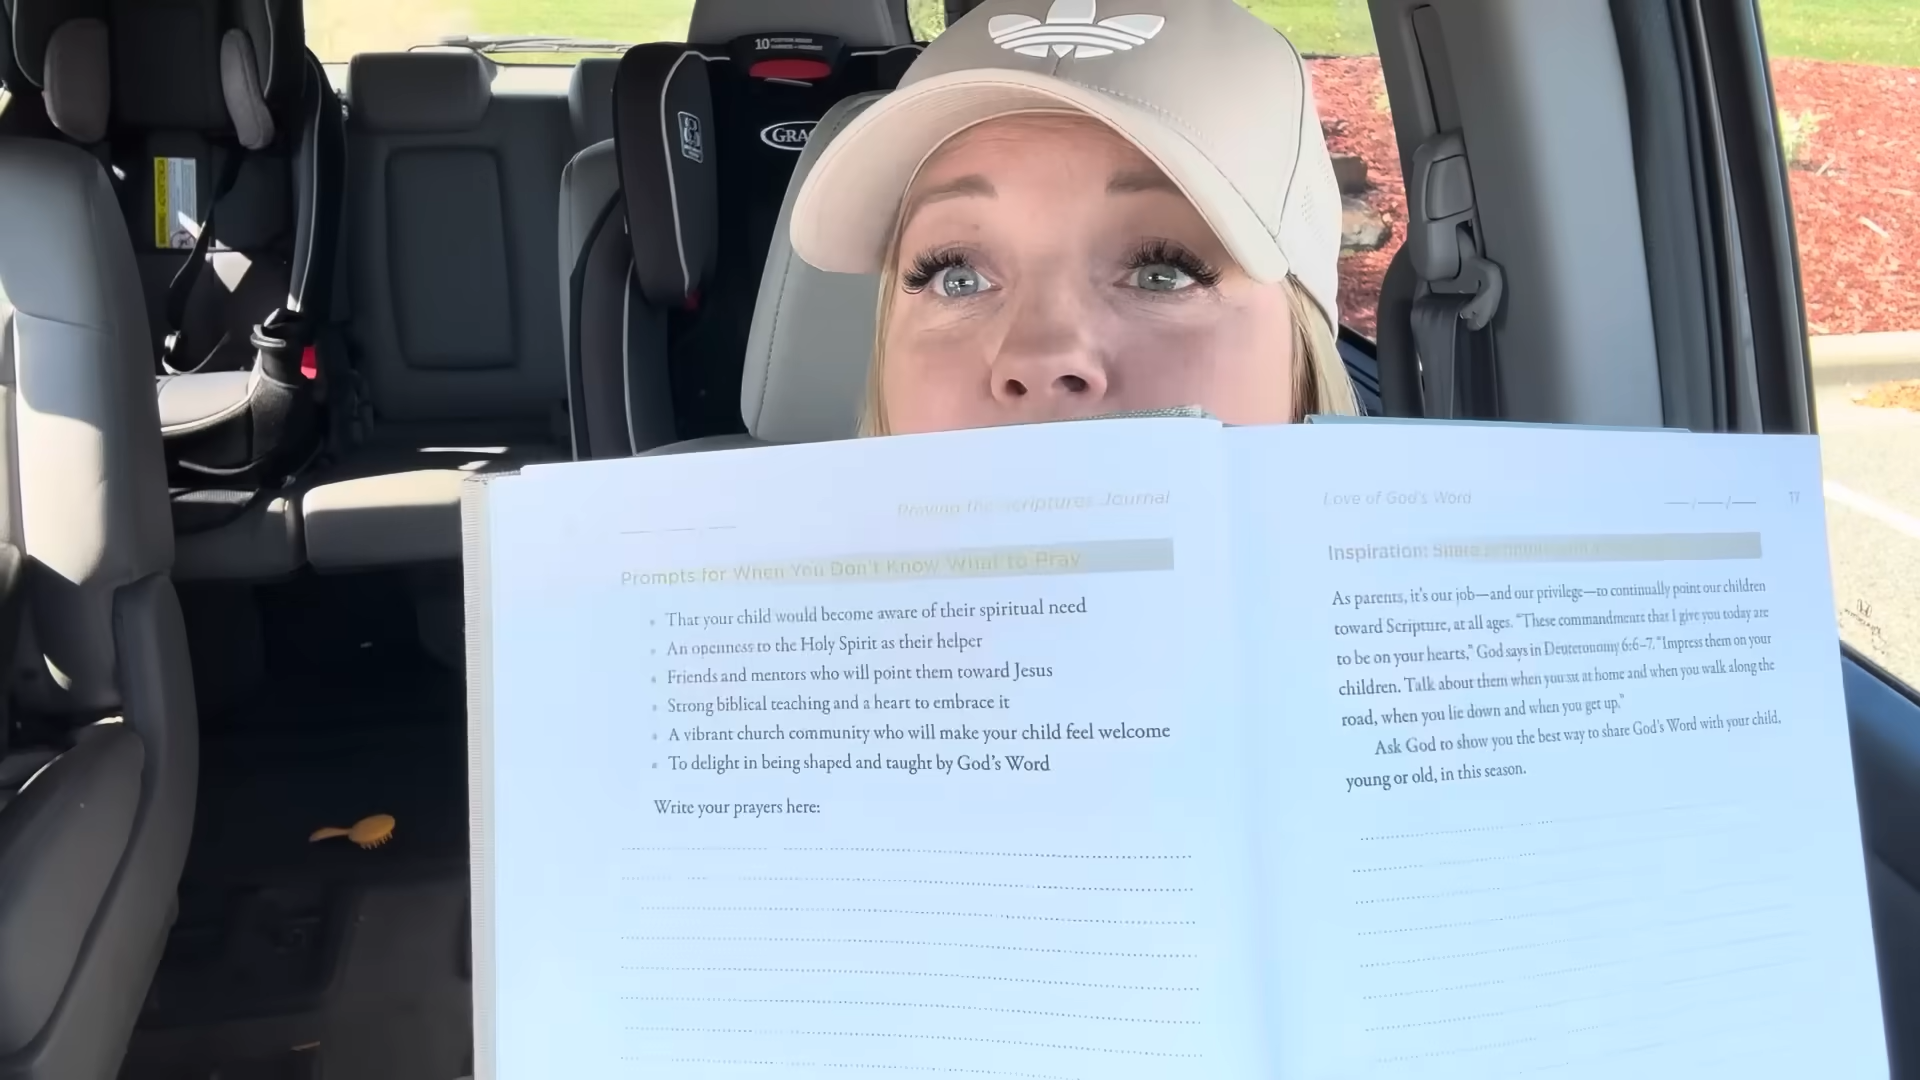 10
GRA
Praying the Scriptures Journal
Prompts for When You Don't Know What to Pray
• That your child would become aware of their spiritual need
• An openness to the Holy Spirit as their helper
• Friends and mentors who will point them toward Jesus
• Strong biblical teaching and a heart to embrace it
• A vibrant church community who will make your child feel welcome
• To delight in being shaped and taught by God's Word
Write your prayers here:
Love of God's Word
17
Inspiration: Share
As parents, it's our job—and our privilege—to continually point our children
toward Scripture, at all ages. "These commandments that I give you today are
to be on your hearts," God says in Deuteronomy 6:6–7. "Impress them on your
children. Talk about them when you sit at home and when you walk along the
road, when you lie down and when you get up."
Ask God to show you the best way to share God's Word with your child,
young or old, in this season.